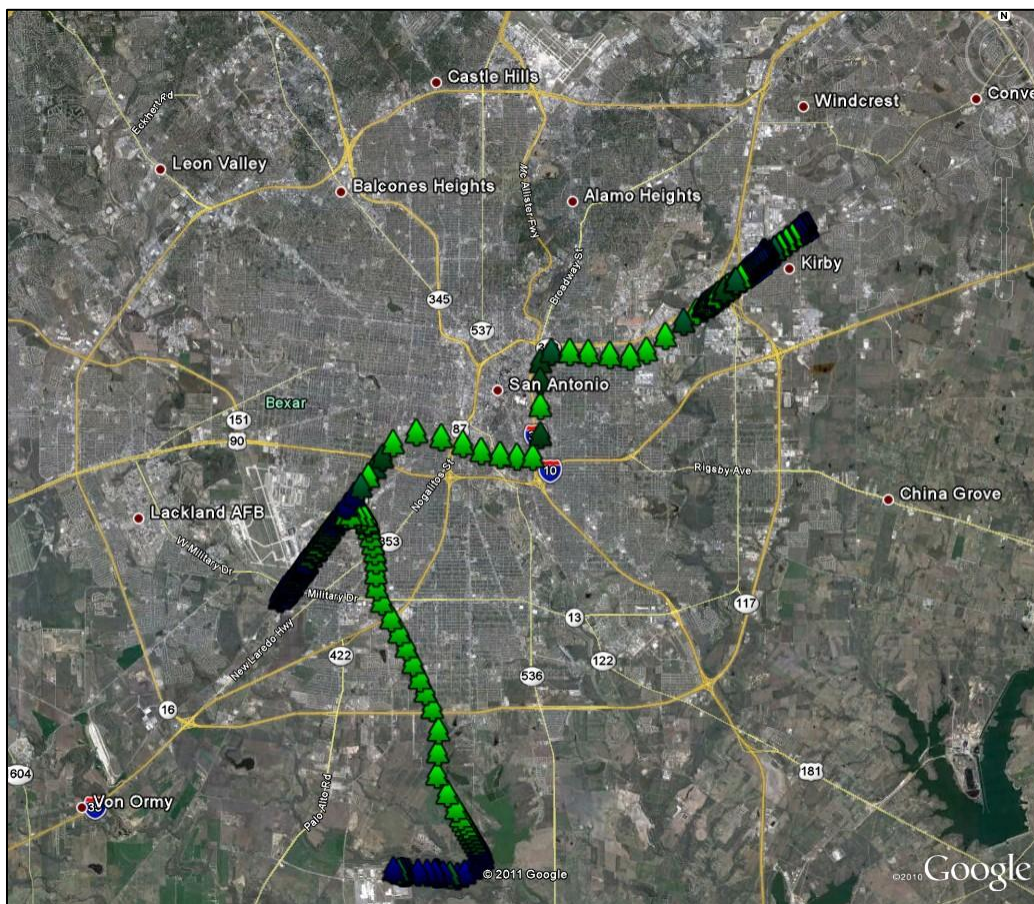 N
Castle Hills
Windcrest
Conve
Eckhert Rd
Leon Valley
Balcones Heights
Mc Allister Fwy
Alamo Heights
Broadway St
Kirby
345
537
San Antonio
Bexar
151
90
87
10
Rigsby Ave
Nogalitos St
China Grove
Lackland AFB
353
W Military Dr
Military Dr
New Laredo Hwy
13
117
422
122
536
16
604
181
Von Ormy
Palo Alto Rd
© 2011 Google
©2010 Google